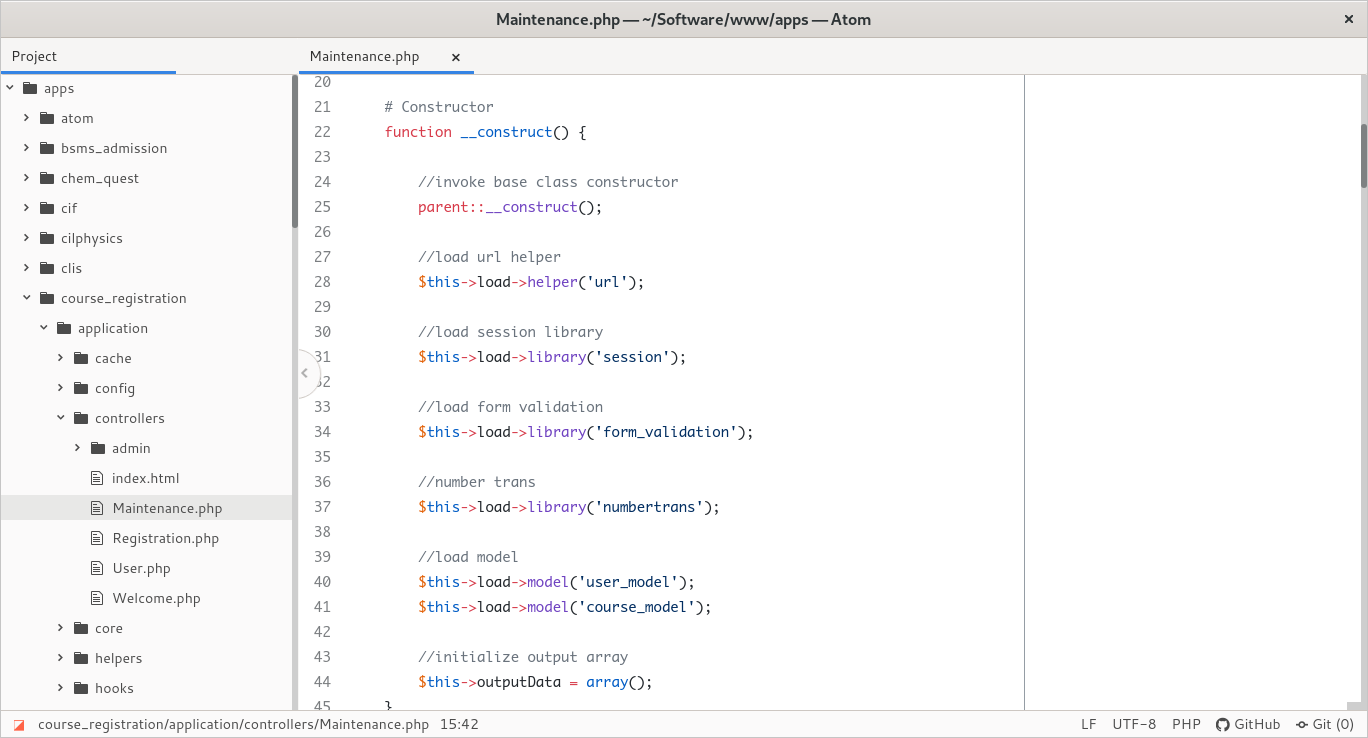 Maintenance.php — ~/Software/www/apps — Atom
Project
Maintenance.php
apps
atom
bsms_admission
chem_quest
cif
cilphysics
clis
course_registration
application
cache
config
controllers
admin
index.html
Maintenance.php
Registration.php
User.php
Welcome.php
core
helpers
hooks
20
21 # Constructor
22 function __construct() {
23
24 //invoke base class constructor
25 parent::__construct();
26
27 //load url helper
28 $this->load->helper('url');
29
30 //load session library
31 $this->load->library('session');
32
33 //load form validation
34 $this->load->library('form_validation');
35
36 //number trans
37 $this->load->library('numbertrans');
38
39 //load model
40 $this->load->model('user_model');
41 $this->load->model('course_model');
42
43 //initialize output array
44 $this->outputData = array();
45 }
course_registration/application/controllers/Maintenance.php 15:42 LF UTF-8 PHP GitHub Git (0)